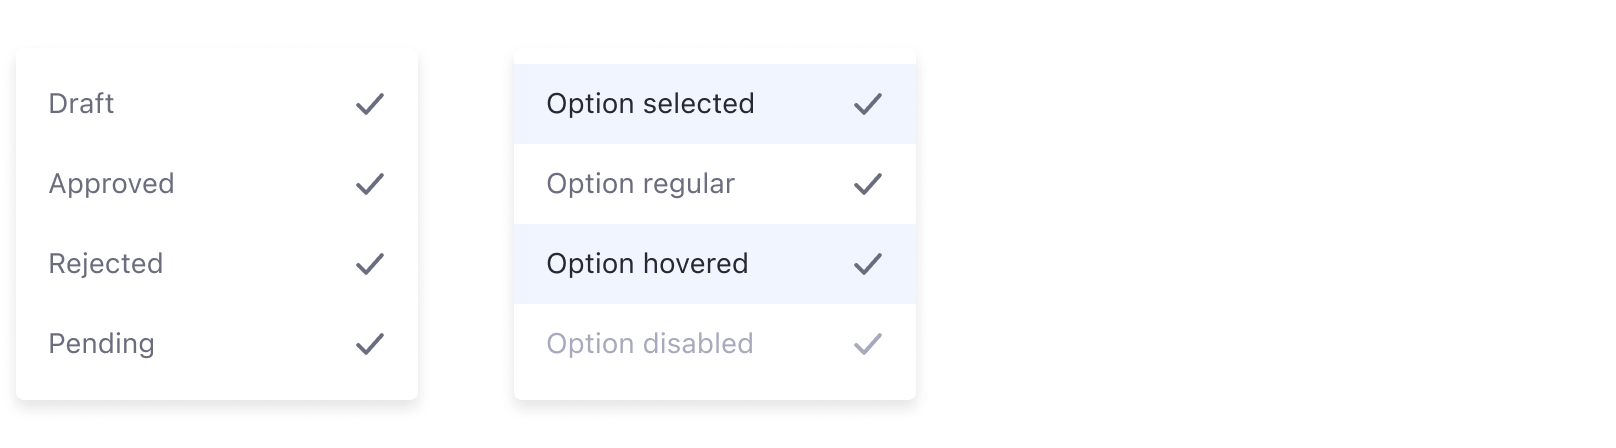 Draft
Approved
Rejected
Pending
Option selected
Option regular
Option hovered
Option disabled